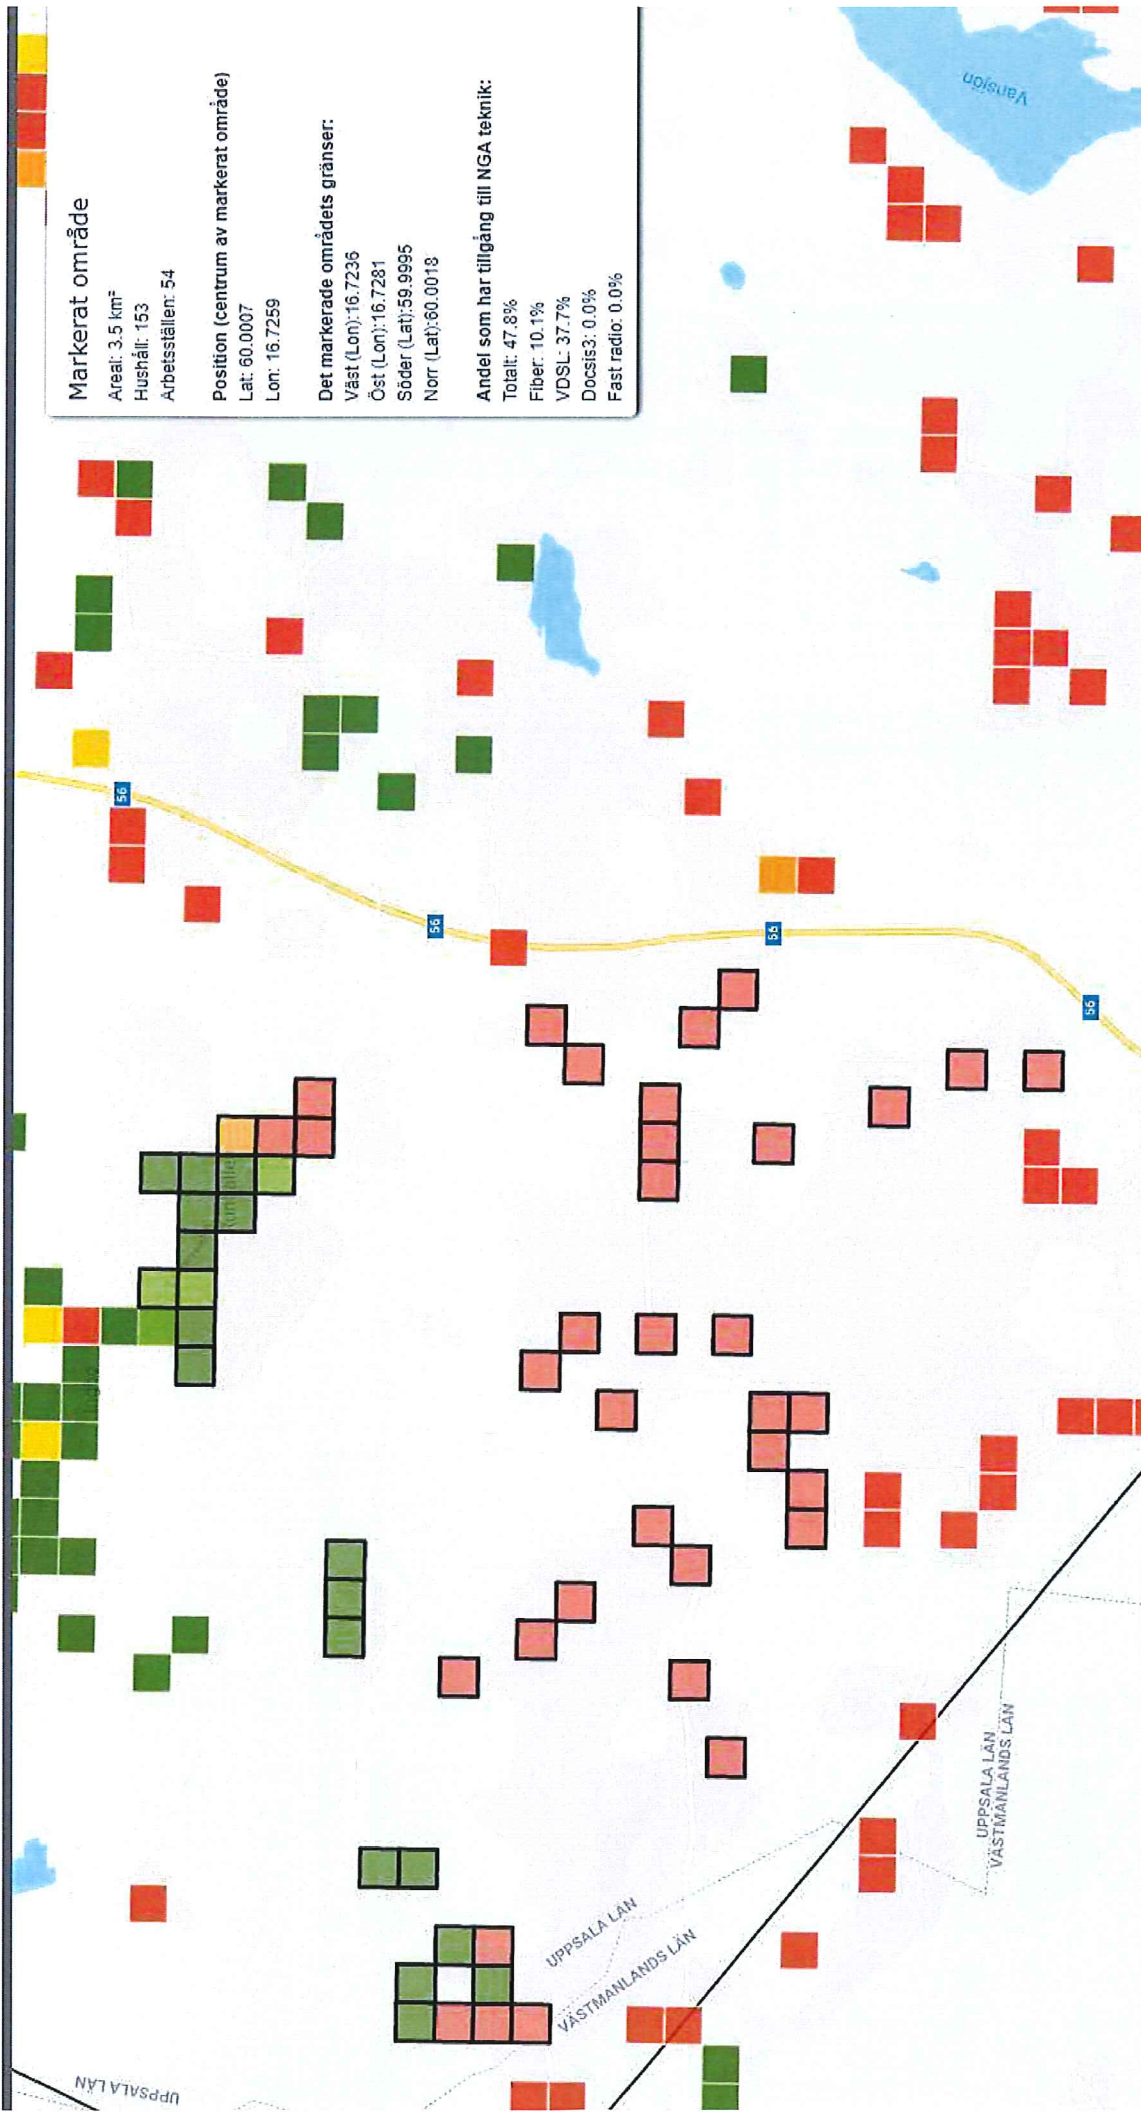 Markerat område
Areal: 3.5 km²
Hushåll: 153
Arbetsställen: 54
Position (centrum av markerat område)
Lat: 60.0007
Lon: 16.7259
Det markerade områdets gränser:
Väst (Lon):16.7236
Öst (Lon):16.7281
Söder (Lat):59.9995
Norr (Lat):60.0018
Andel som har tillgång till NGA teknik:
Totalt: 47.8%
Fiber: 10.1%
VDSL: 37.7%
Docsis3: 0.0%
Fast radio: 0.0%
Vansjön
56
56
56
56
UPPSALA LÄN
UPPSALA LÄN
VÄSTMANLANDS LÄN
UPPSALA LÄN
VÄSTMANLANDS LÄN